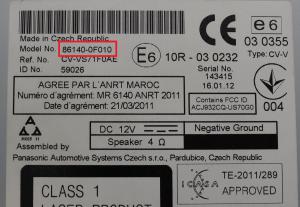 Made in Czech Republic
Model No. 86140-0F010
Ref. No. CV-VS71F0AE
ID No. 59026
E6 10R - 03 0232
e6
03 0355
Type: CV-V
Serial No.
143415
16.01.12
AGREE PAR L'ANRT MAROC
Numéro d'agrément: MR 6140 ANRT 2011
Date d'agrément: 21/03/2011
Contains FCC ID
ACJ932CQ-US70G0
004
DC 12V
Negative Ground
Speaker 4 Ω
Assembled by
Panasonic Automotive Systems Czech, s.r.o., Pardubice, Czech Republic
CLASS 1
LASER PRODUCT
ICASA
TE-2011/289
APPROVED